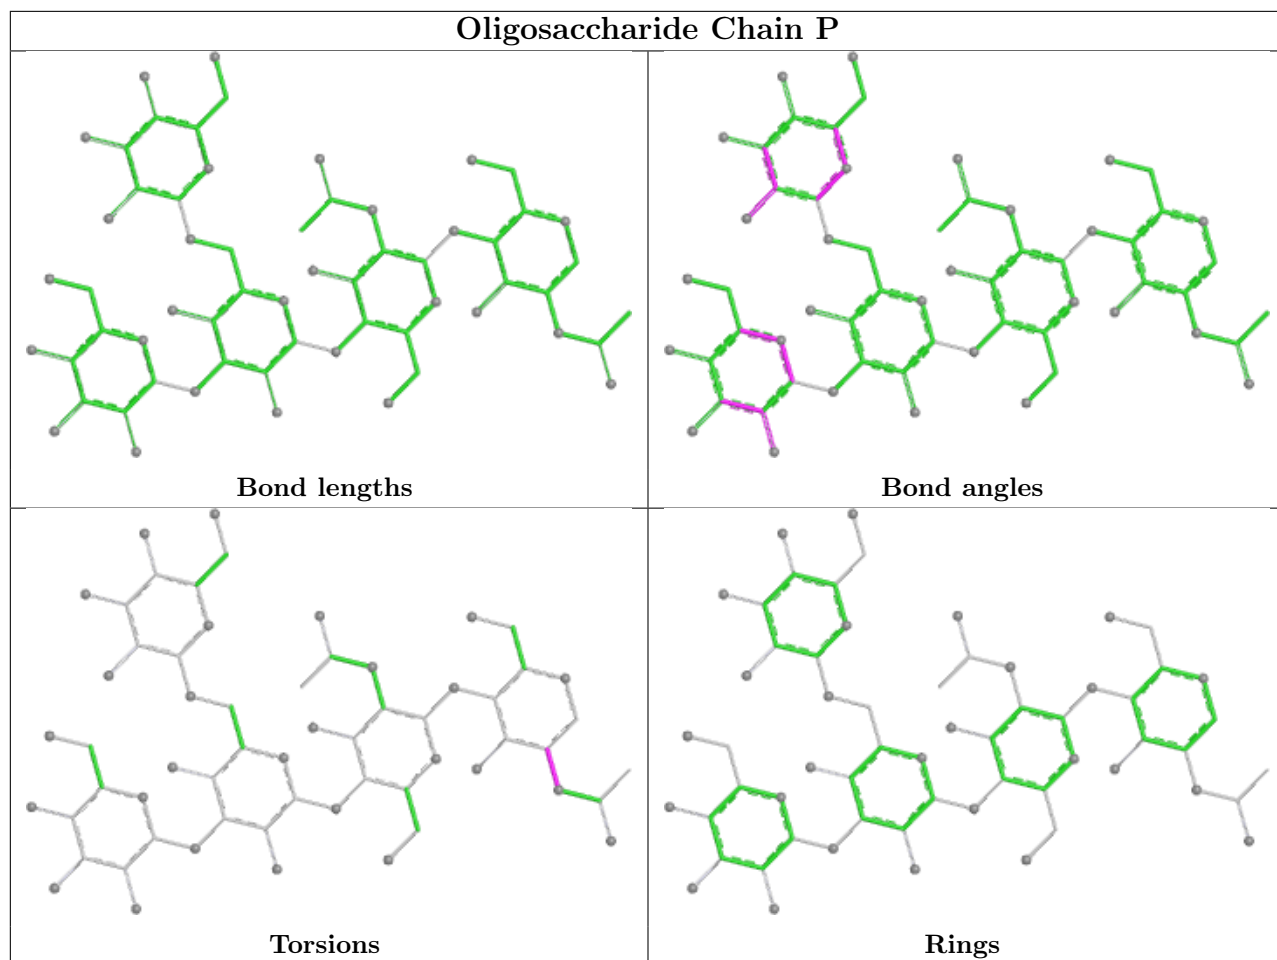 Oligosaccharide Chain P
Bond lengths
Bond angles
Torsions
Rings